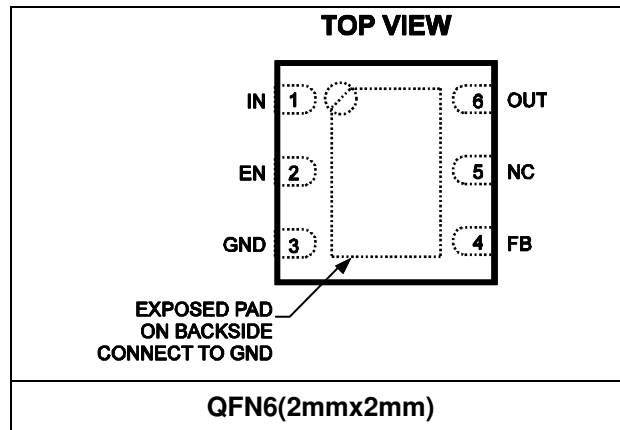 TOP VIEW
IN 1 6 OUT
EN 2 5 NC
GND 3 4 FB
EXPOSED PAD
ON BACKSIDE
CONNECT TO GND
QFN6(2mmx2mm)